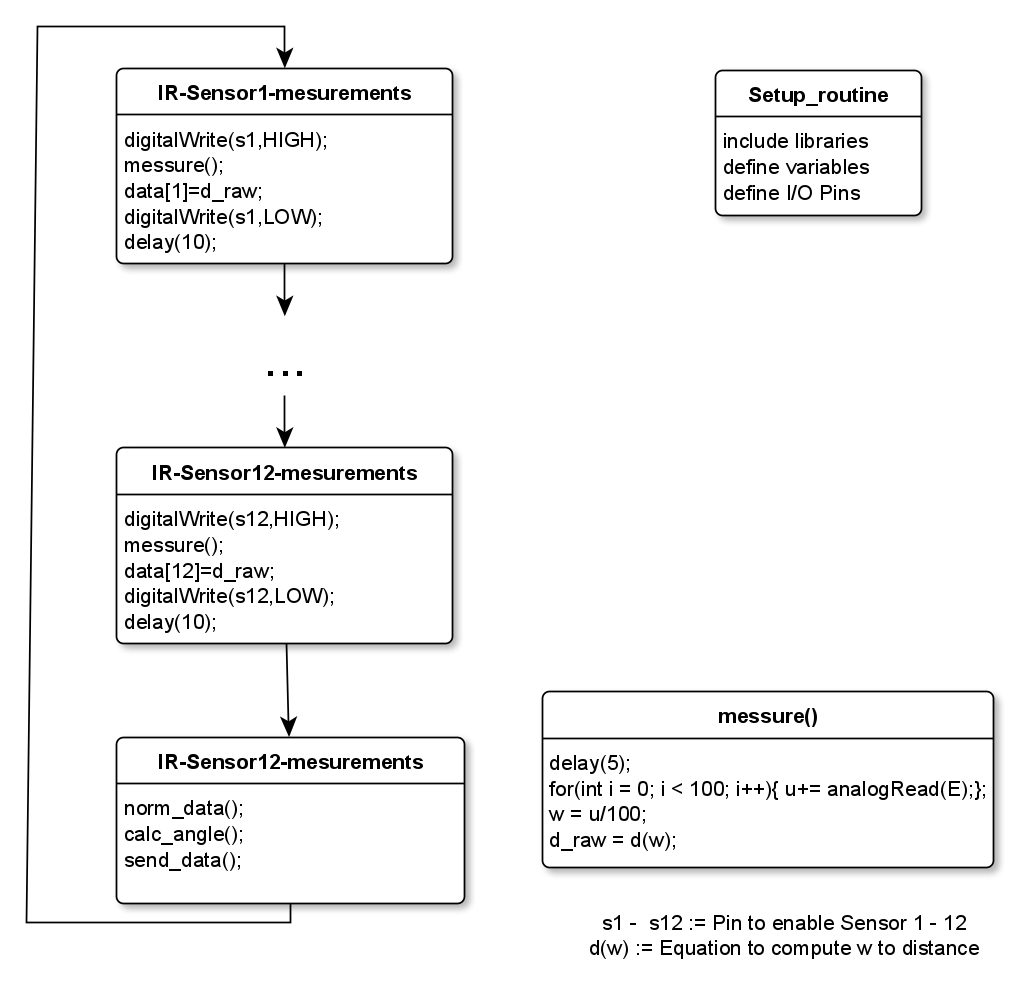 IR-Sensor1-mesurements
digitalWrite(s1,HIGH);
messure();
data[1]=d_raw;
digitalWrite(s1,LOW);
delay(10);
...
IR-Sensor12-mesurements
digitalWrite(s12,HIGH);
messure();
data[12]=d_raw;
digitalWrite(s12,LOW);
delay(10);
IR-Sensor12-mesurements
norm_data();
calc_angle();
send_data();
Setup_routine
include libraries
define variables
define I/O Pins
messure()
delay(5);
for(int i = 0; i < 100; i++){ u+= analogRead(E);};
w = u/100;
d_raw = d(w);
s1 - s12 := Pin to enable Sensor 1 - 12
d(w) := Equation to compute w to distance